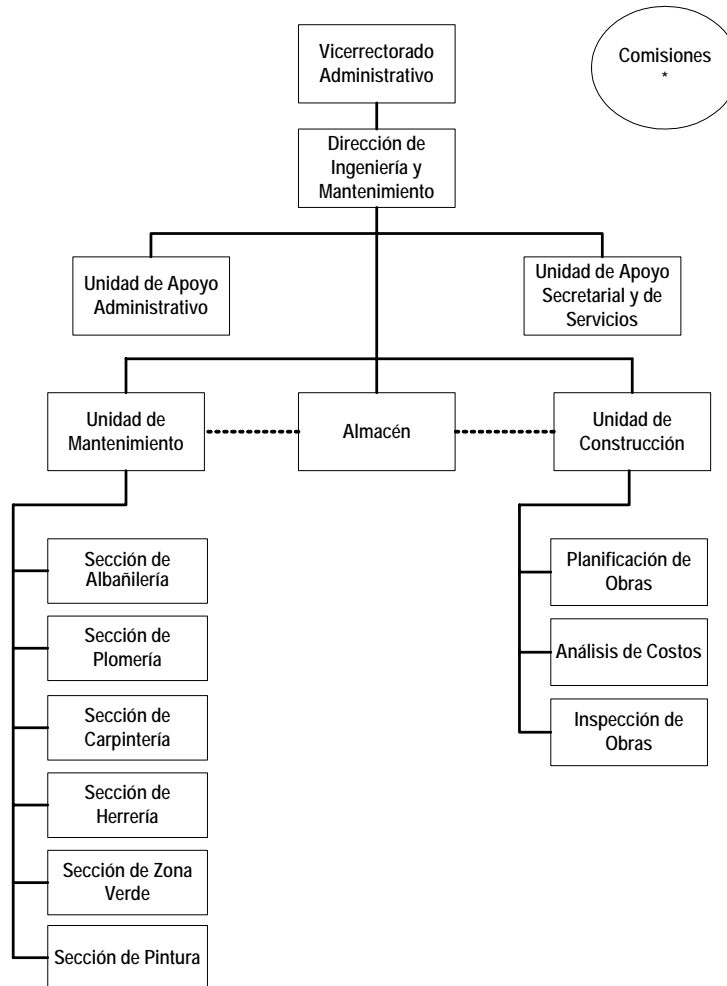 Vicerrectorado
Administrativo
Comisiones
*
Dirección de
Ingeniería y
Mantenimiento
Unidad de Apoyo
Administrativo
Unidad de Apoyo
Secretarial y de
Servicios
Unidad de
Mantenimiento
Almacén
Unidad de
Construcción
Sección de
Albañilería
Sección de
Plomería
Sección de
Carpintería
Sección de
Herrería
Sección de Zona
Verde
Sección de Pintura
Planificación de
Obras
Análisis de Costos
Inspección de
Obras